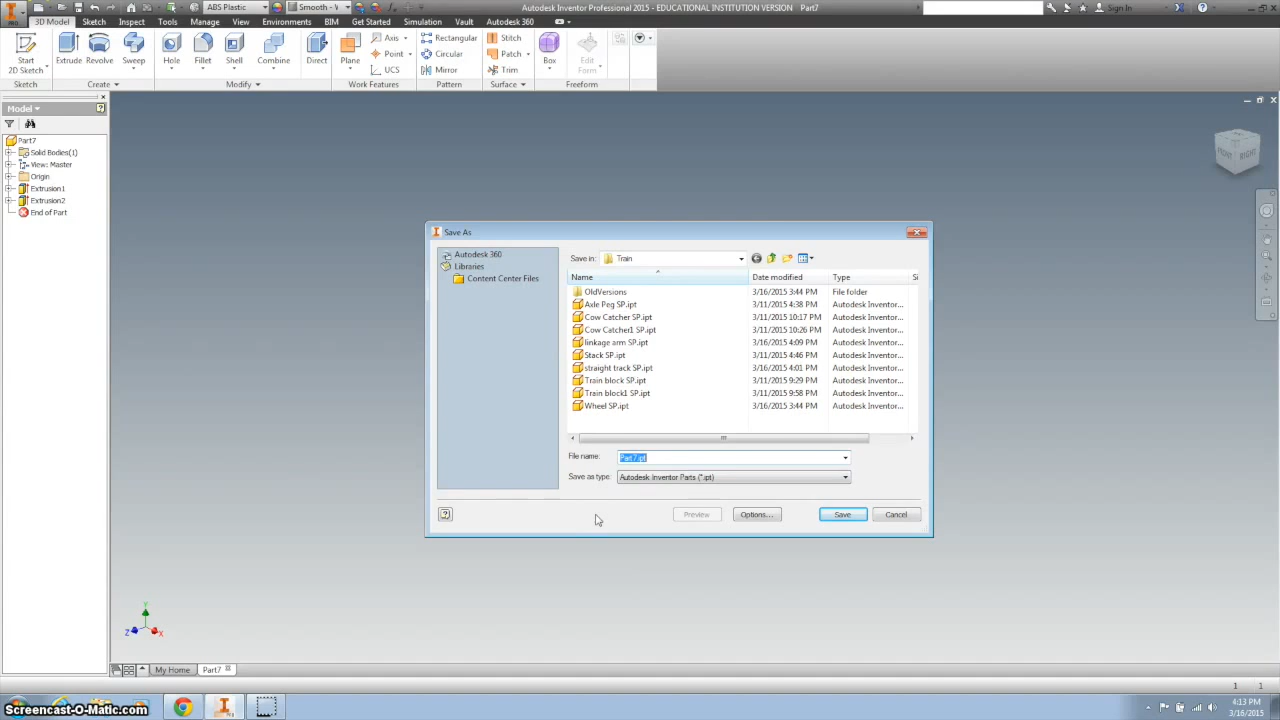 ABS Plastic
Smooth -
Autodesk Inventor Professional 2015 - EDUCATIONAL INSTITUTION VERSION Part7
Sign In
PRO
3D Model Sketch Inspect Tools Manage View Environments BIM Get Started Simulation Vault Autodesk 360
Start
2D Sketch
Extrude Revolve Sweep
Hole Fillet Shell Combine
Direct Plane
Axis
Point
UCS
Rectangular
Circular
Mirror
Stitch
Patch
Trim
Box
Edit
Form
Sketch Create Modify Work Features Pattern Surface Freeform
Model
Part7
Solid Bodies(1)
View: Master
Origin
Extrusion1
Extrusion2
End of Part
FRONT RIGHT
Save As
Autodesk 360
Libraries
Content Center Files
Save in: Train
Name Date modified Type Si
OldVersions 3/16/2015 3:44 PM File folder
Axle Peg SP.ipt 3/11/2015 4:38 PM Autodesk Inventor...
Cow Catcher SP.ipt 3/11/2015 10:17 PM Autodesk Inventor...
Cow Catcher1 SP.ipt 3/11/2015 10:26 PM Autodesk Inventor...
linkage arm SP.ipt 3/16/2015 4:09 PM Autodesk Inventor...
Stack SP.ipt 3/11/2015 4:46 PM Autodesk Inventor...
straight track SP.ipt 3/16/2015 4:01 PM Autodesk Inventor...
Train block SP.ipt 3/11/2015 9:29 PM Autodesk Inventor...
Train block1 SP.ipt 3/11/2015 9:58 PM Autodesk Inventor...
Wheel SP.ipt 3/16/2015 3:44 PM Autodesk Inventor...
File name: Part7.ipt
Save as type: Autodesk Inventor Parts (*.ipt)
Preview Options... Save Cancel
Y
Z X
My Home Part7
1 1
Screencast-O-Matic.com
4:13 PM
3/16/2015